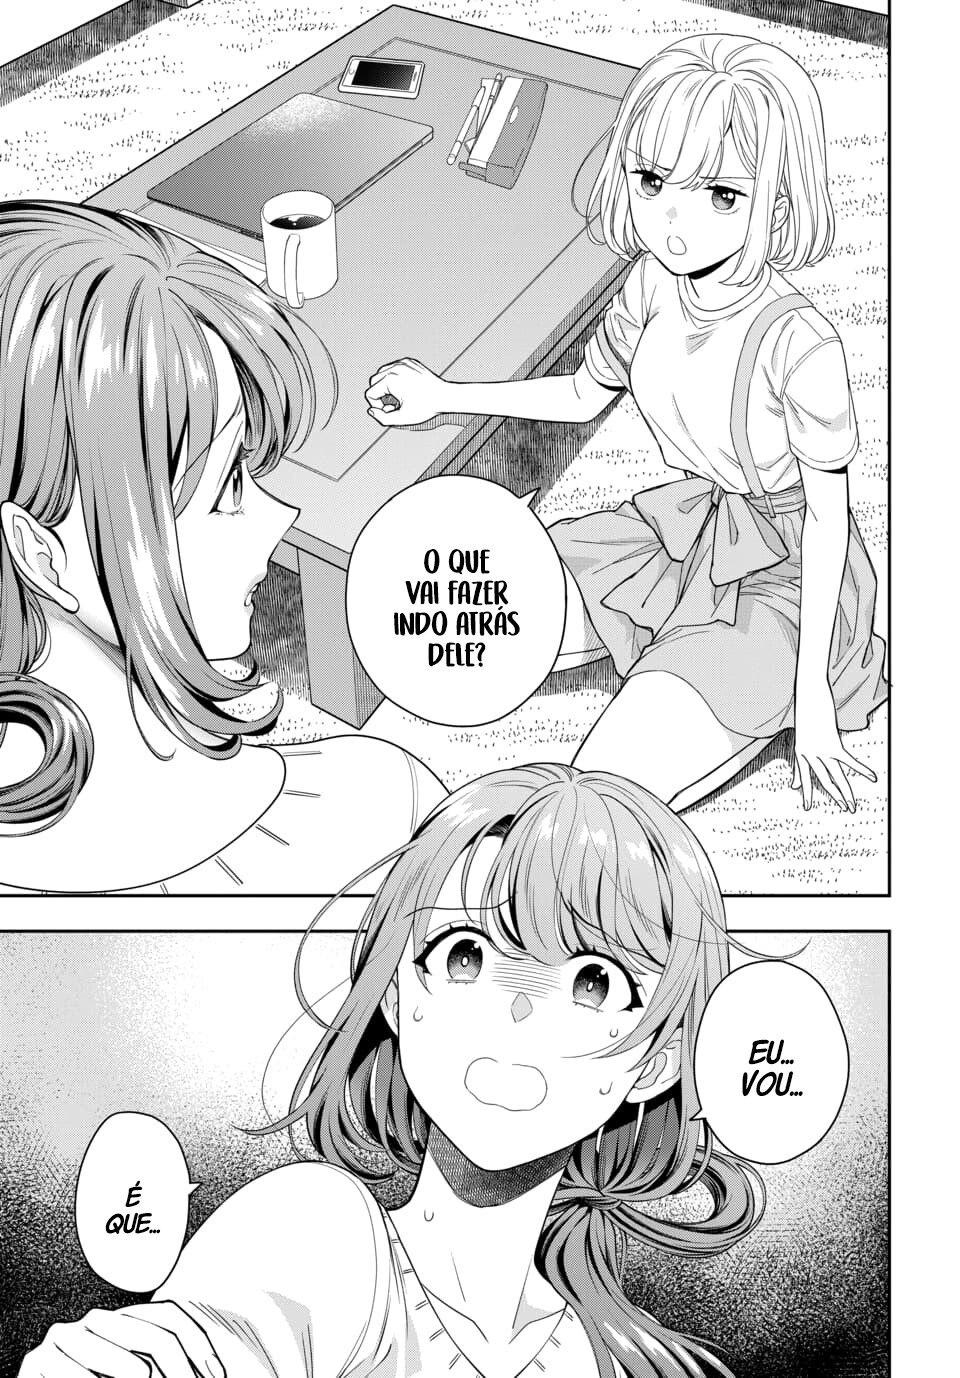 O QUE
VAI FAZER
INDO ATRÁS
DELE?
EU...
VOU...
É
QUE...